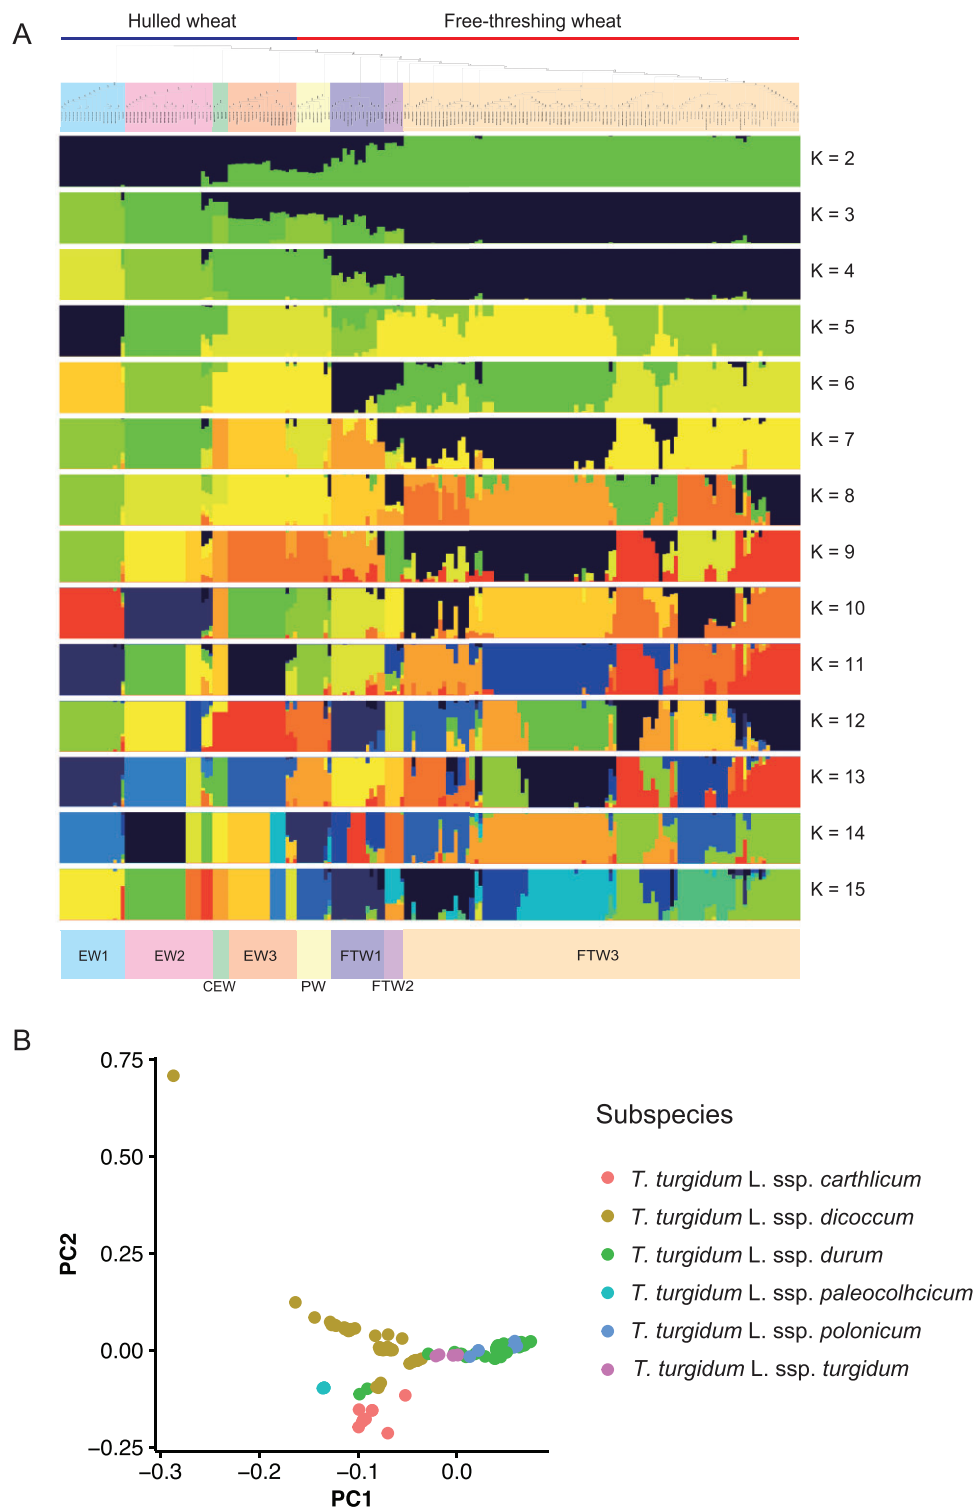 A
Hulled wheat
Free-threshing wheat
K = 2
K = 3
K = 4
K = 5
K = 6
K = 7
K = 8
K = 9
K = 10
K = 11
K = 12
K = 13
K = 14
K = 15
EW1 EW2 EW3 FTW1 FTW3
CEW PW FTW2
B
0.75
0.50
0.25
0.00
−0.25
PC2
−0.3 −0.2 −0.1 0.0
PC1
Subspecies
T. turgidum L. ssp. carthlicum
T. turgidum L. ssp. dicoccum
T. turgidum L. ssp. durum
T. turgidum L. ssp. paleocolhcicum
T. turgidum L. ssp. polonicum
T. turgidum L. ssp. turgidum